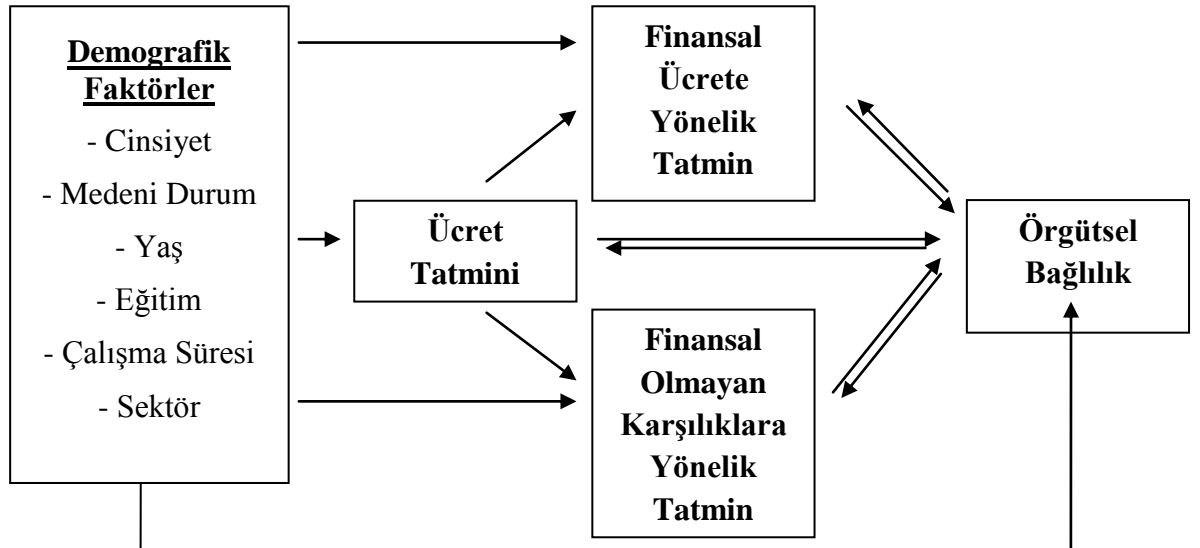 Demografik
Faktörler
- Cinsiyet
- Medeni Durum
- Yaş
- Eğitim
- Çalışma Süresi
- Sektör
Ücret
Tatmini
Finansal
Ücrete
Yönelik
Tatmin
Finansal
Olmayan
Karşılıklara
Yönelik
Tatmin
Örgütsel
Bağlılık